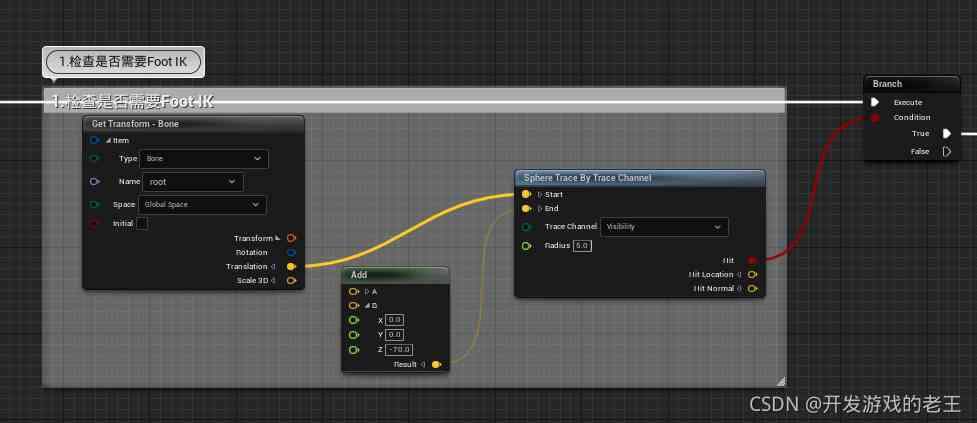 1.检查是否需要Foot IK
1.检查是否需要Foot IK
Get Transform - Bone
Item
Type Bone
Name root
Space Global Space
Initial
Transform
Rotation
Translation
Scale 3D
Add
A
B
X 0.0
Y 0.0
Z -70.0
Result
Sphere Trace By Trace Channel
Start
End
Trace Channel Visibility
Radius 5.0
Hit
Hit Location
Hit Normal
Branch
Execute
Condition
True
False
CSDN @开发游戏的老王